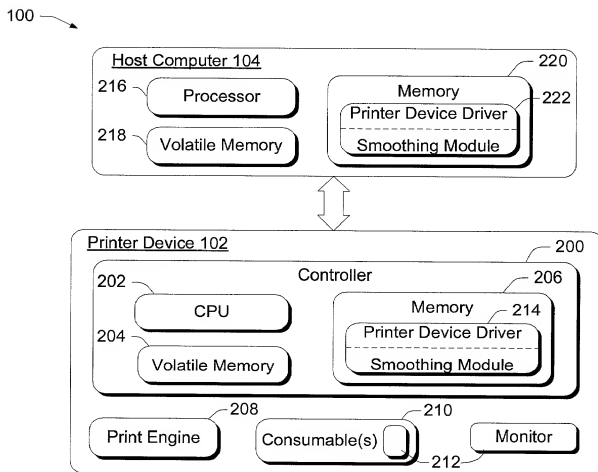 100
Host Computer 104
216
Processor
218
Volatile Memory
220
Memory
222
Printer Device Driver
Smoothing Module
Printer Device 102
200
Controller
202
CPU
204
Volatile Memory
206
Memory
214
Printer Device Driver
Smoothing Module
208
Print Engine
210
Consumable(s)
212
Monitor